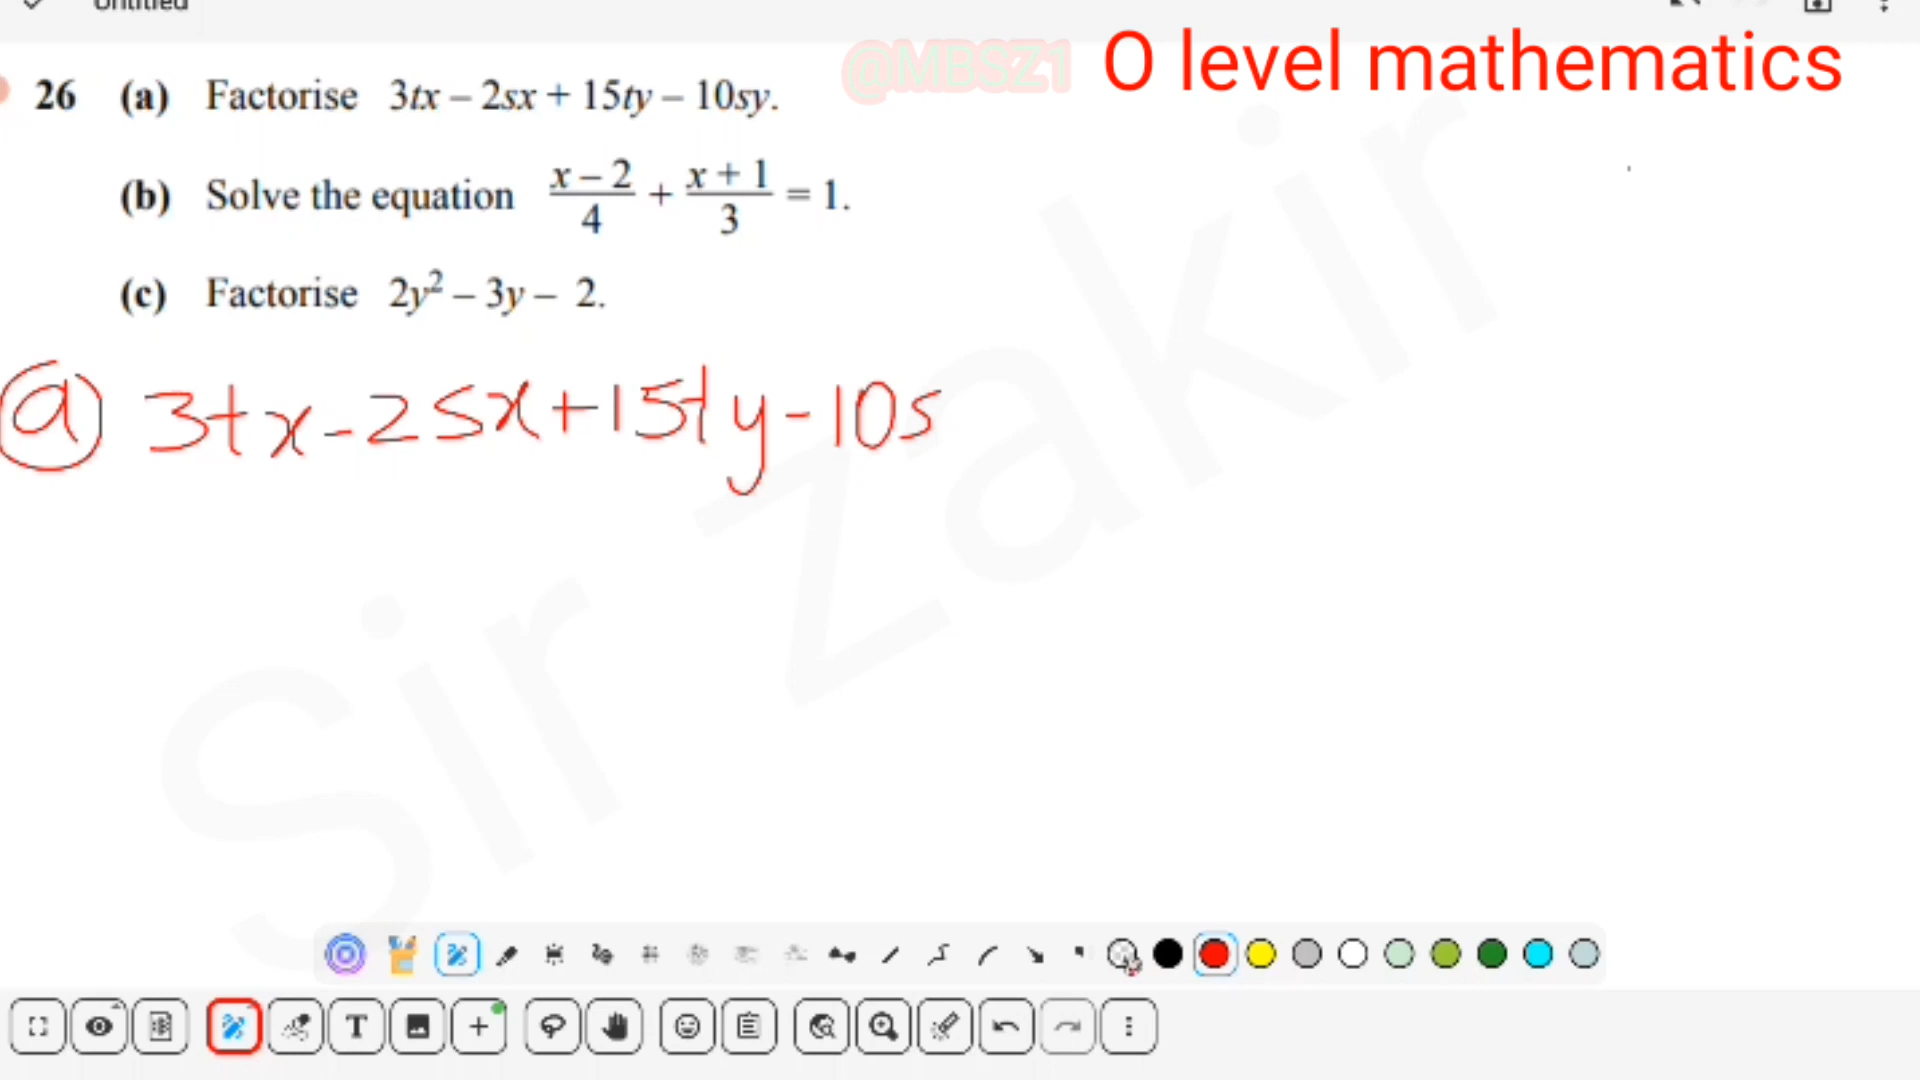 Untitled
@MBSZ1 O level mathematics
26 (a) Factorise 3tx – 2sx + 15ty – 10sy.
(b) Solve the equation x – 2 / 4 + x + 1 / 3 = 1.
(c) Factorise 2y² – 3y – 2.
(a) 3tx - 2sx + 15ty - 10s
Sir zakir
T